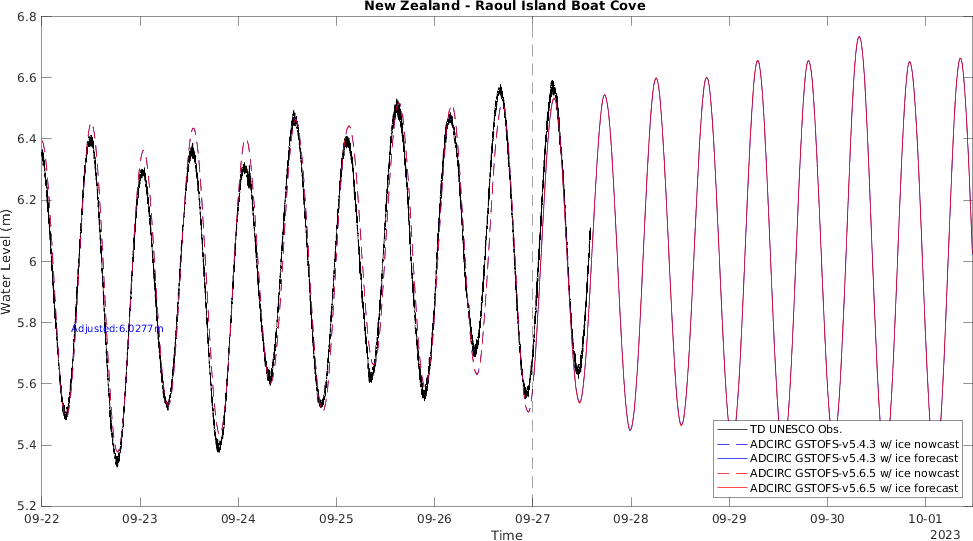 New Zealand - Raoul Island Boat Cove
6.8
6.6
6.4
6.2
6
5.8
5.6
5.4
5.2
Water Level (m)
Adjusted:6.0277m
TD UNESCO Obs.
ADCIRC GSTOFS-v5.4.3 w/ ice nowcast
ADCIRC GSTOFS-v5.4.3 w/ ice forecast
ADCIRC GSTOFS-v5.6.5 w/ ice nowcast
ADCIRC GSTOFS-v5.6.5 w/ ice forecast
09-22 09-23 09-24 09-25 09-26 09-27 09-28 09-29 09-30 10-01
Time
2023